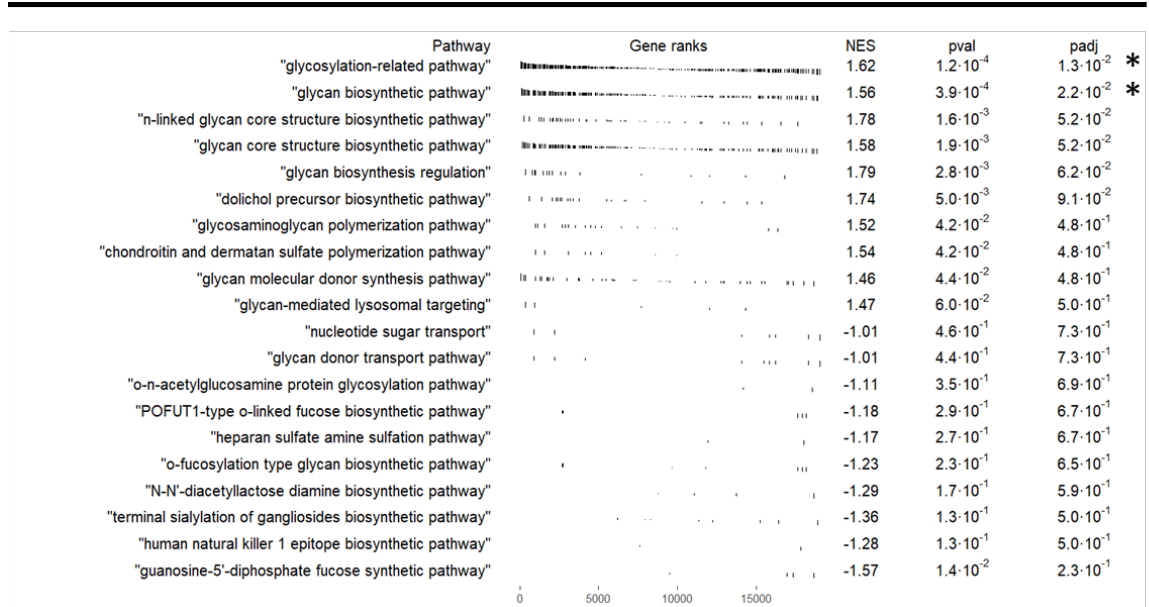 Pathway Gene ranks NES pval padj
"glycosylation-related pathway" 1.62 1.2·10⁻⁴ 1.3·10⁻² *
"glycan biosynthetic pathway" 1.56 3.9·10⁻⁴ 2.2·10⁻² *
"n-linked glycan core structure biosynthetic pathway" 1.78 1.6·10⁻³ 5.2·10⁻²
"glycan core structure biosynthetic pathway" 1.58 1.9·10⁻³ 5.2·10⁻²
"glycan biosynthesis regulation" 1.79 2.8·10⁻³ 6.2·10⁻²
"dolichol precursor biosynthetic pathway" 1.74 5.0·10⁻³ 9.1·10⁻²
"glycosaminoglycan polymerization pathway" 1.52 4.2·10⁻² 4.8·10⁻¹
"chondroitin and dermatan sulfate polymerization pathway" 1.54 4.2·10⁻² 4.8·10⁻¹
"glycan molecular donor synthesis pathway" 1.46 4.4·10⁻² 4.8·10⁻¹
"glycan-mediated lysosomal targeting" 1.47 6.0·10⁻² 5.0·10⁻¹
"nucleotide sugar transport" -1.01 4.6·10⁻¹ 7.3·10⁻¹
"glycan donor transport pathway" -1.01 4.4·10⁻¹ 7.3·10⁻¹
"o-n-acetylglucosamine protein glycosylation pathway" -1.11 3.5·10⁻¹ 6.9·10⁻¹
"POFUT1-type o-linked fucose biosynthetic pathway" -1.18 2.9·10⁻¹ 6.7·10⁻¹
"heparan sulfate amine sulfation pathway" -1.17 2.7·10⁻¹ 6.7·10⁻¹
"o-fucosylation type glycan biosynthetic pathway" -1.23 2.3·10⁻¹ 6.5·10⁻¹
"N-N'-diacetyllactose diamine biosynthetic pathway" -1.29 1.7·10⁻¹ 5.9·10⁻¹
"terminal sialylation of gangliosides biosynthetic pathway" -1.36 1.3·10⁻¹ 5.0·10⁻¹
"human natural killer 1 epitope biosynthetic pathway" -1.28 1.3·10⁻¹ 5.0·10⁻¹
"guanosine-5'-diphosphate fucose synthetic pathway" -1.57 1.4·10⁻² 2.3·10⁻¹
0 5000 10000 15000